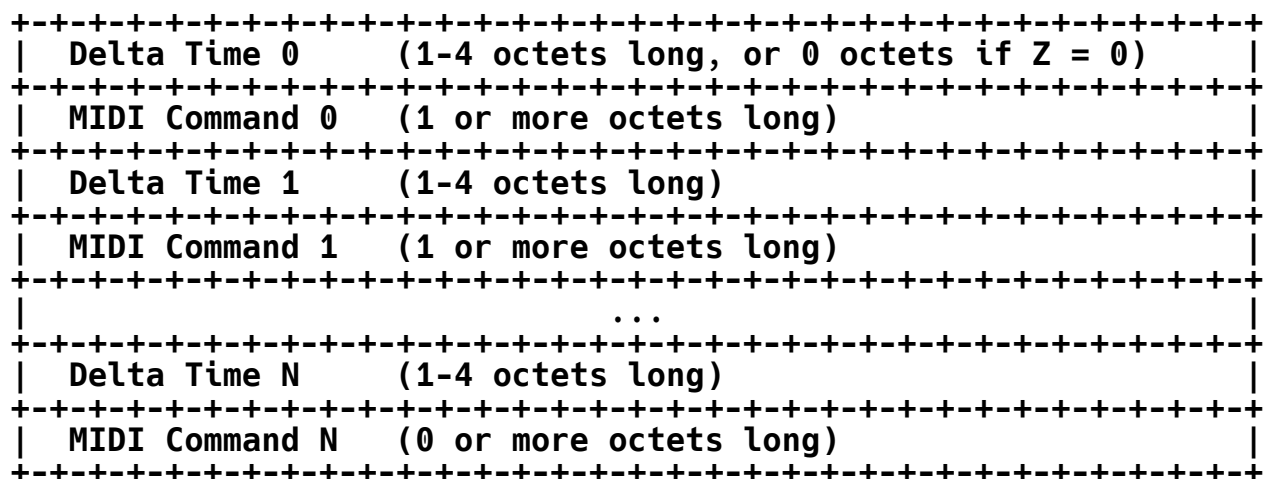 +-+-+-+-+-+-+-+-+-+-+-+-+-+-+-+-+-+-+-+-+-+-+-+-+-+-+-+-+-+-+-+-+
|  Delta Time 0     (1-4 octets long, or 0 octets if Z = 0)     |
+-+-+-+-+-+-+-+-+-+-+-+-+-+-+-+-+-+-+-+-+-+-+-+-+-+-+-+-+-+-+-+-+
|  MIDI Command 0   (1 or more octets long)                     |
+-+-+-+-+-+-+-+-+-+-+-+-+-+-+-+-+-+-+-+-+-+-+-+-+-+-+-+-+-+-+-+-+
|  Delta Time 1     (1-4 octets long)                           |
+-+-+-+-+-+-+-+-+-+-+-+-+-+-+-+-+-+-+-+-+-+-+-+-+-+-+-+-+-+-+-+-+
|  MIDI Command 1   (1 or more octets long)                     |
+-+-+-+-+-+-+-+-+-+-+-+-+-+-+-+-+-+-+-+-+-+-+-+-+-+-+-+-+-+-+-+-+
|                              ...                              |
+-+-+-+-+-+-+-+-+-+-+-+-+-+-+-+-+-+-+-+-+-+-+-+-+-+-+-+-+-+-+-+-+
|  Delta Time N     (1-4 octets long)                           |
+-+-+-+-+-+-+-+-+-+-+-+-+-+-+-+-+-+-+-+-+-+-+-+-+-+-+-+-+-+-+-+-+
|  MIDI Command N   (0 or more octets long)                     |
+-+-+-+-+-+-+-+-+-+-+-+-+-+-+-+-+-+-+-+-+-+-+-+-+-+-+-+-+-+-+-+-+